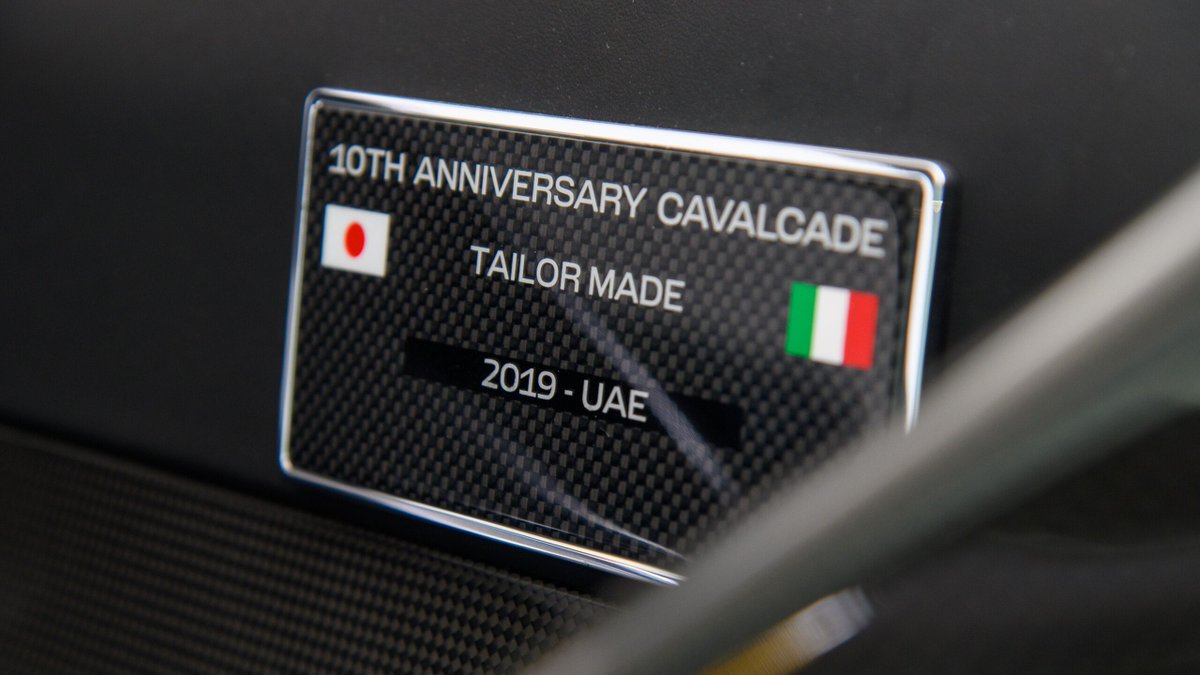 10TH ANNIVERSARY CAVALCADE
TAILOR MADE
2019 - UAE